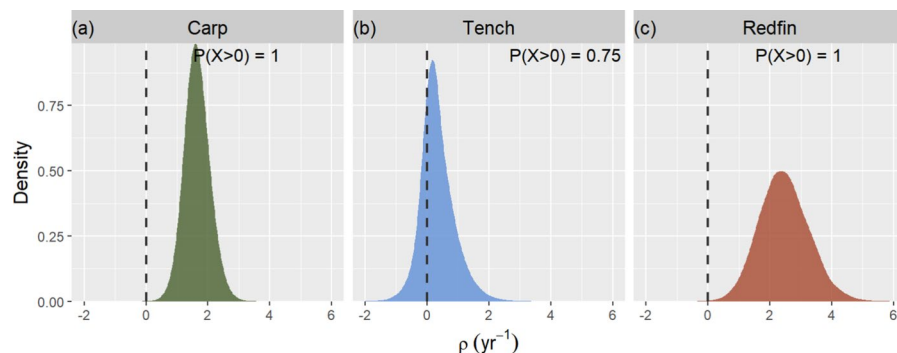 (a) Carp
(b) Tench
(c) Redfin
P(X>0) = 1
P(X>0) = 0.75
P(X>0) = 1
Density
0.75
0.50
0.25
0.00
-2 0 2 4 6
-2 0 2 4 6
-2 0 2 4 6
ρ (yr⁻¹)